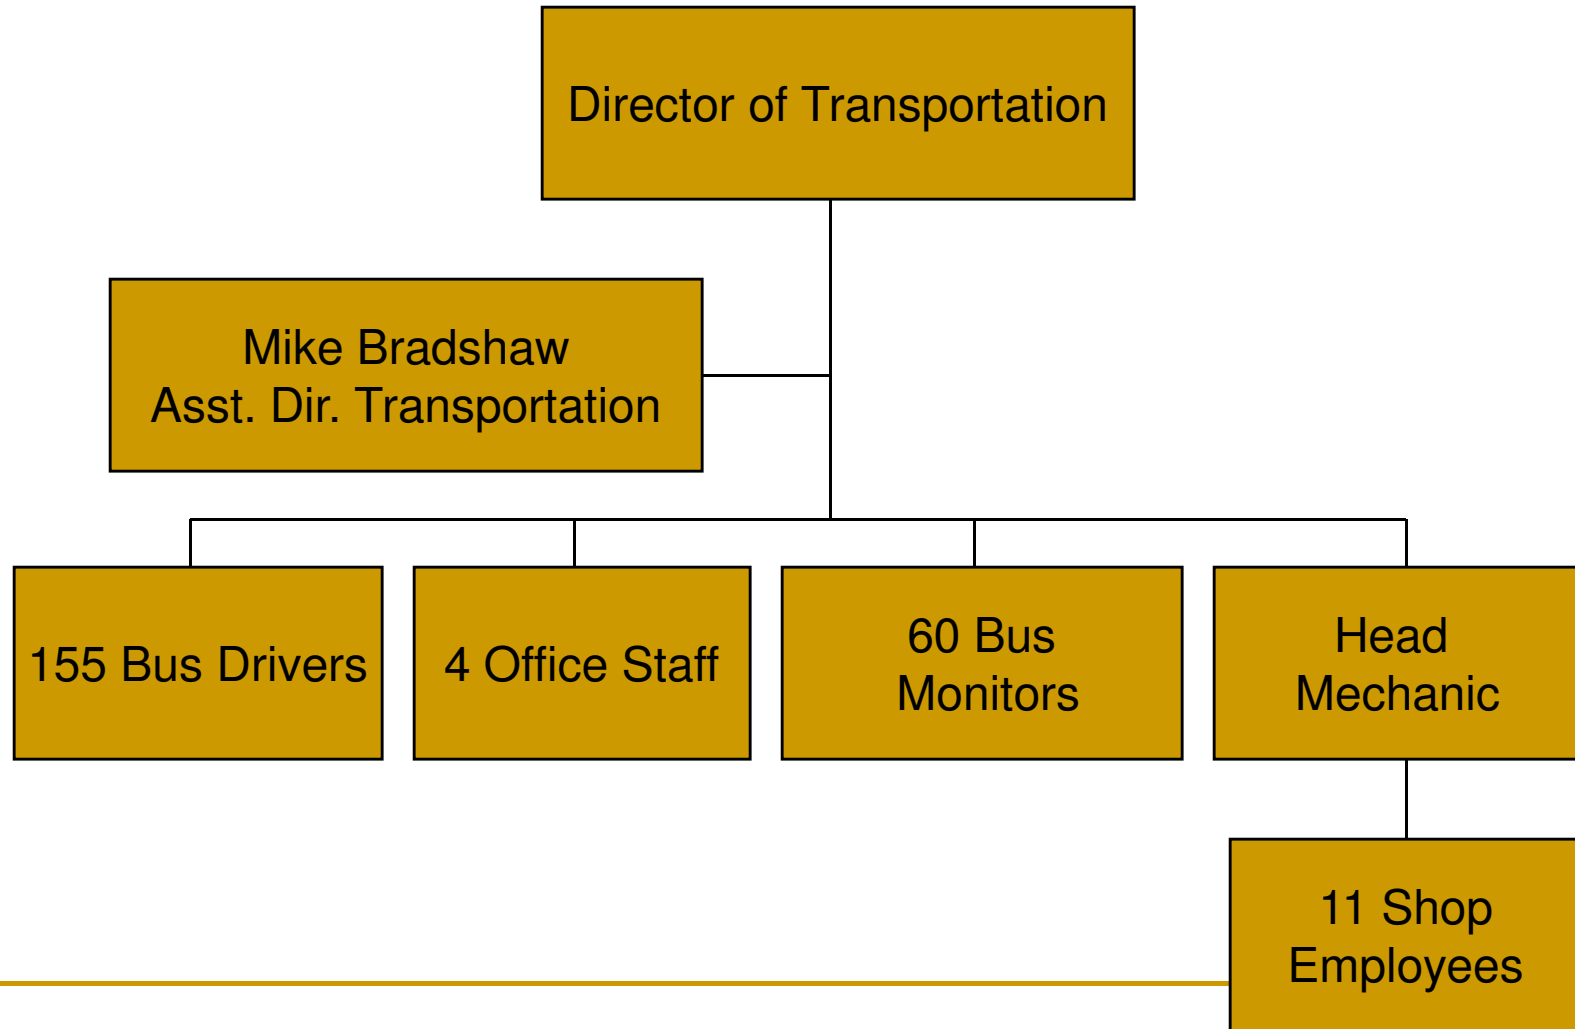 Director of Transportation
Mike Bradshaw
Asst. Dir. Transportation
155 Bus Drivers
4 Office Staff
60 Bus
Monitors
Head
Mechanic
11 Shop
Employees